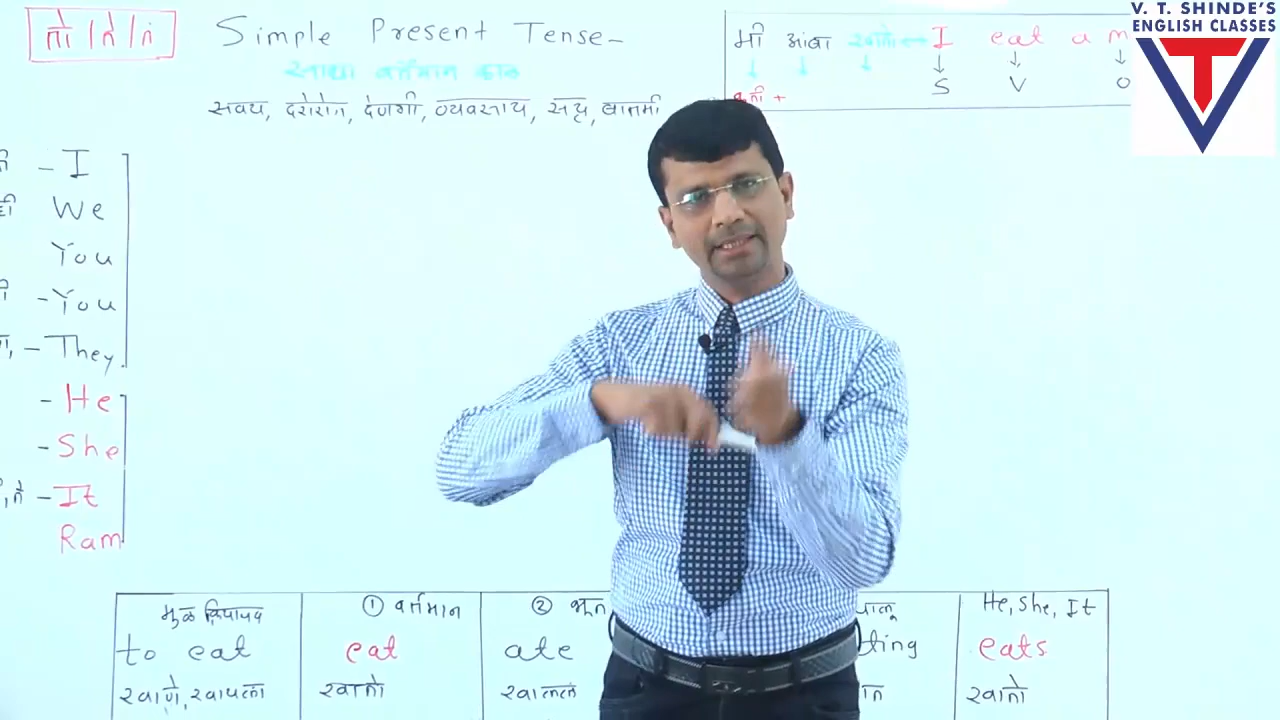 तो / ते / त
Simple Present Tense -
साधा वर्तमान काळ
सवय, दररोज, देणगी, व्यवसाय, सत्य, बातमी
मी आंबा खातो I eat a m
S V O
कर्ता +
V. T. SHINDE'S
ENGLISH CLASSES
- I
We
You
- You
- They
- He
- She
- It
Ram
मुळ क्रियापद ① वर्तमान ② भूत चालू He, She, It
to eat eat ate ting eats
खाणे, खायला खातो खाल्लं खातो